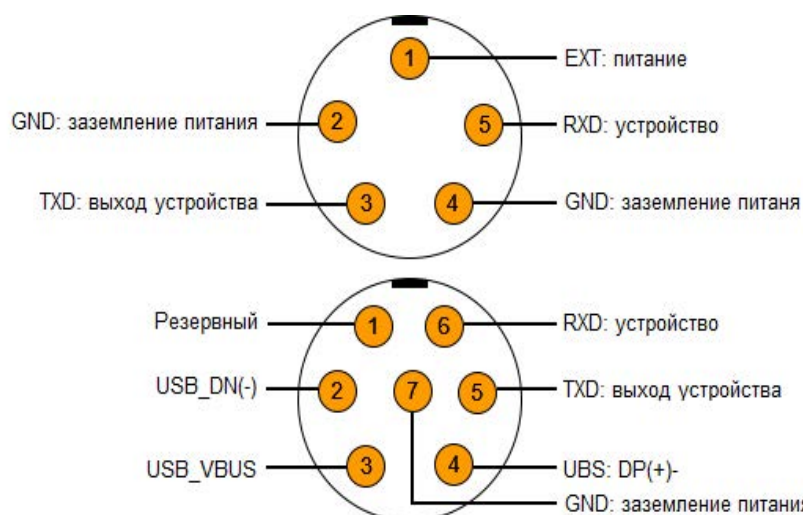 1
EXT: питание
GND: заземление питания
2
5
RXD: устройство
TXD: выход устройства
3
4
GND: заземление питаня
Резервный
1
6
RXD: устройство
USB_DN(-)
2
7
5
TXD: выход устройства
USB_VBUS
3
4
UBS: DP(+)-
GND: заземление питания